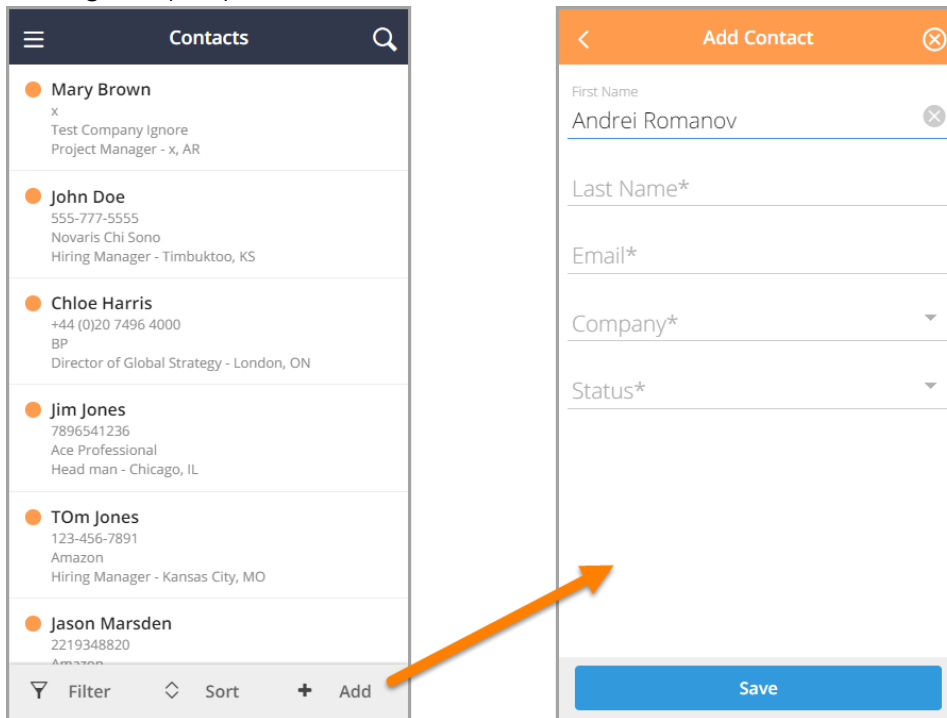 Contacts
Mary Brown
x
Test Company Ignore
Project Manager - x, AR
John Doe
555-777-5555
Novaris Chi Sono
Hiring Manager - Timbuktoo, KS
Chloe Harris
+44 (0)20 7496 4000
BP
Director of Global Strategy - London, ON
Jim Jones
7896541236
Ace Professional
Head man - Chicago, IL
TOm Jones
123-456-7891
Amazon
Hiring Manager - Kansas City, MO
Jason Marsden
2219348820
Amazon
Filter Sort Add
Add Contact
First Name
Andrei Romanov
Last Name*
Email*
Company*
Status*
Save